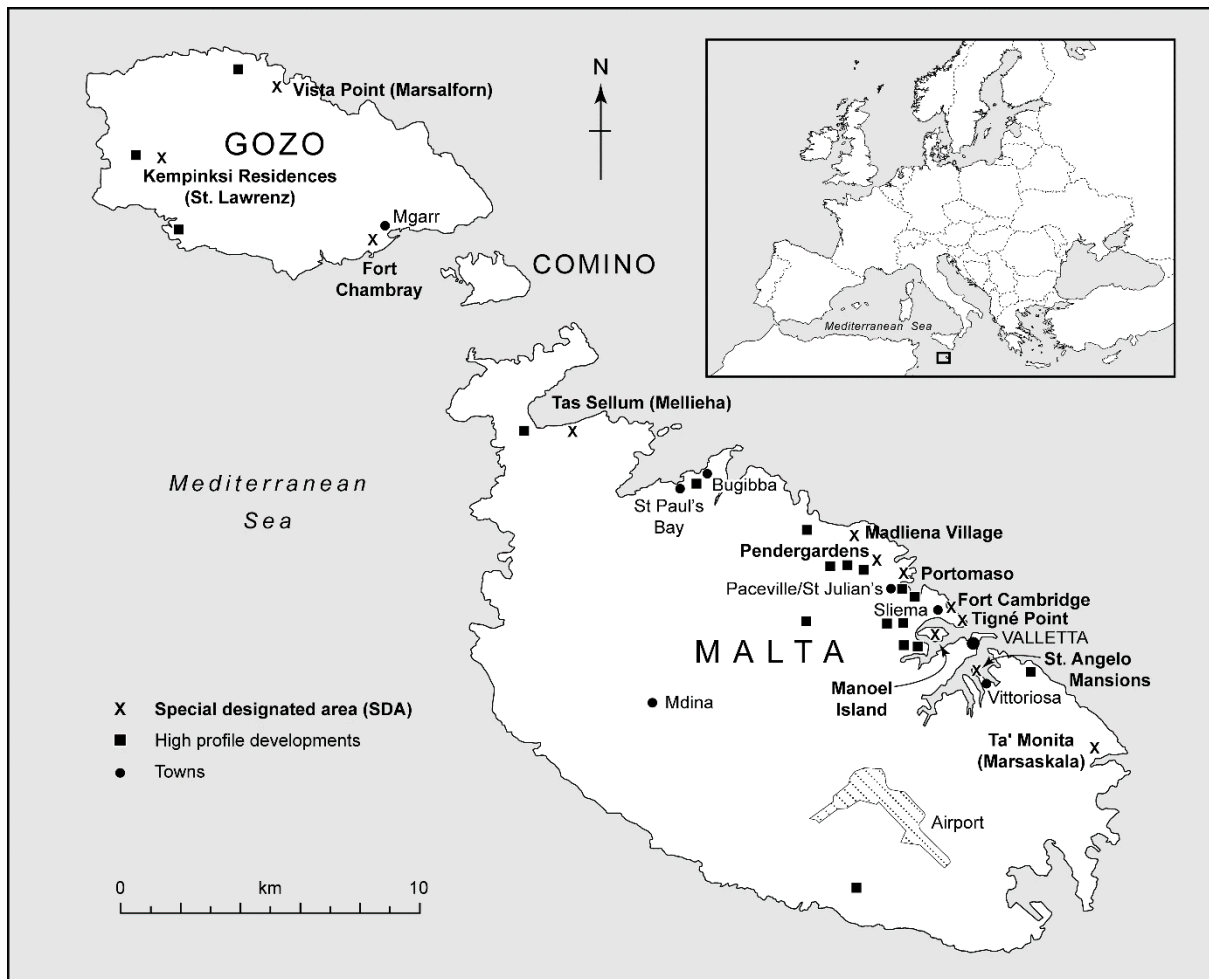 N
Vista Point (Marsalforn)
GOZO
Kempinksi Residences
(St. Lawrenz)
Mgarr
Fort
Chambray
COMINO
Mediterranean Sea
Tas Sellum (Mellieha)
Mediterranean
Sea
Bugibba
St Paul's
Bay
Madliena Village
Pendergardens
Portomaso
Paceville/St Julian's
Fort Cambridge
Sliema
Tigné Point
VALLETTA
MALTA
St. Angelo
Mansions
Manoel
Island
Vittoriosa
Mdina
Ta' Monita
(Marsaskala)
X Special designated area (SDA)
High profile developments
Towns
Airport
0 km 10